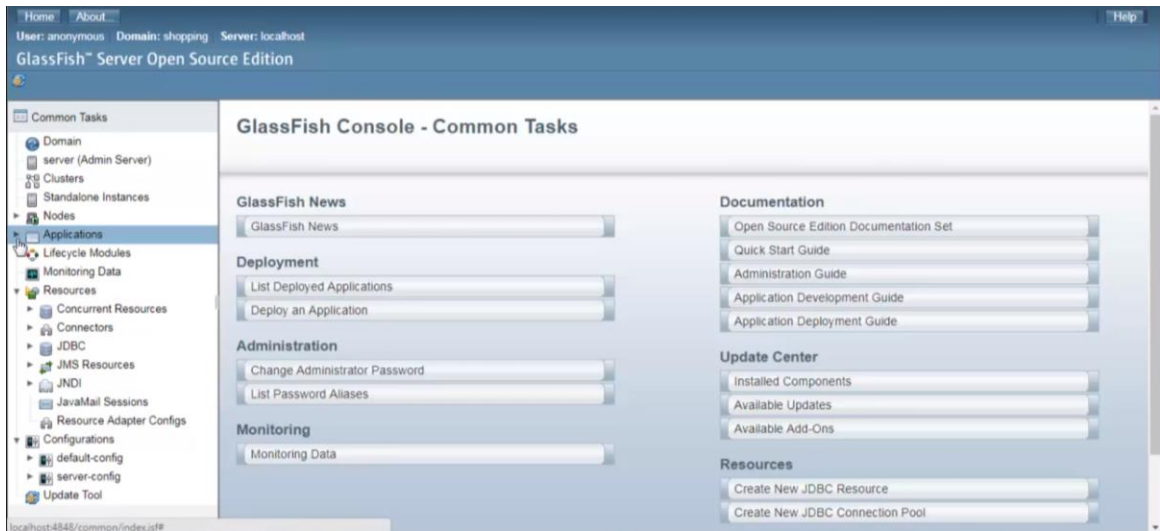 Home About... Help
User: anonymous Domain: shopping Server: localhost
GlassFish™ Server Open Source Edition
Common Tasks
Domain
server (Admin Server)
Clusters
Standalone Instances
Nodes
Applications
Lifecycle Modules
Monitoring Data
Resources
Concurrent Resources
Connectors
JDBC
JMS Resources
JNDI
JavaMail Sessions
Resource Adapter Configs
Configurations
default-config
server-config
Update Tool
localhost:4848/common/index.jsf#
GlassFish Console - Common Tasks
GlassFish News
GlassFish News
Deployment
List Deployed Applications
Deploy an Application
Administration
Change Administrator Password
List Password Aliases
Monitoring
Monitoring Data
Documentation
Open Source Edition Documentation Set
Quick Start Guide
Administration Guide
Application Development Guide
Application Deployment Guide
Update Center
Installed Components
Available Updates
Available Add-Ons
Resources
Create New JDBC Resource
Create New JDBC Connection Pool